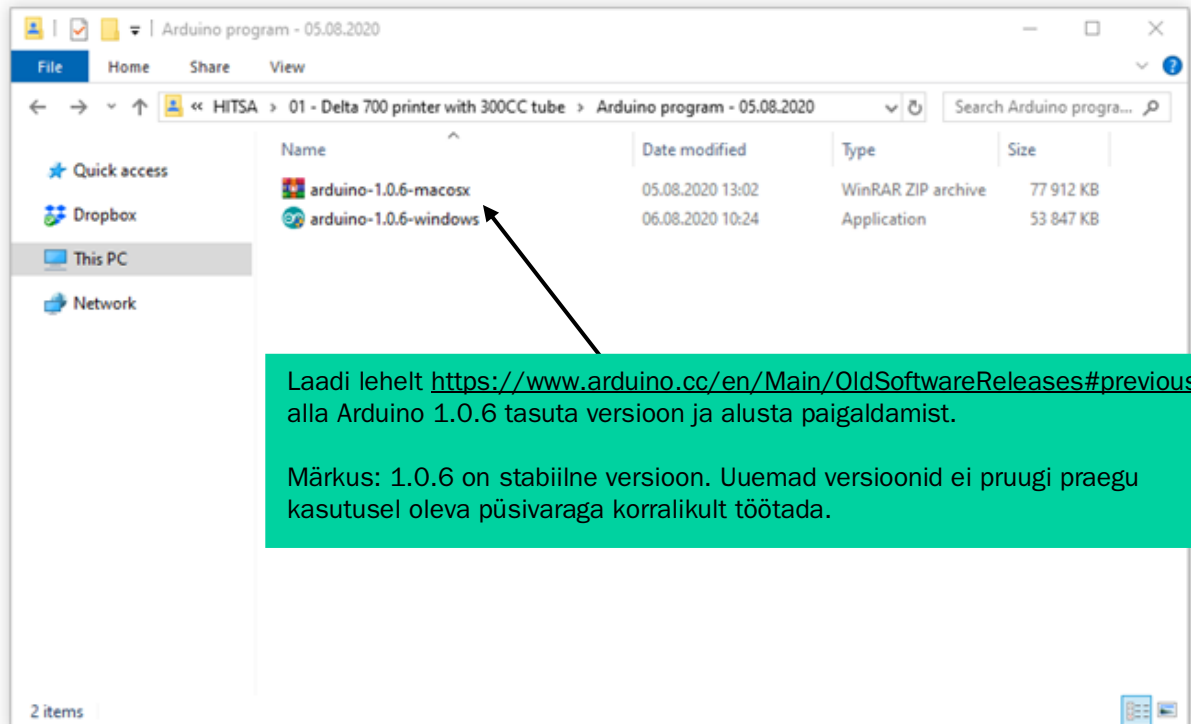 Arduino program - 05.08.2020
File Home Share View
« HITSA > 01 - Delta 700 printer with 300CC tube > Arduino program - 05.08.2020 Search Arduino progra...
Name Date modified Type Size
Quick access
arduino-1.0.6-macosx 05.08.2020 13:02 WinRAR ZIP archive 77 912 KB
Dropbox
arduino-1.0.6-windows 06.08.2020 10:24 Application 53 847 KB
This PC
Network
Laadi lehelt https://www.arduino.cc/en/Main/OldSoftwareReleases#previous
alla Arduino 1.0.6 tasuta versioon ja alusta paigaldamist.
Märkus: 1.0.6 on stabiilne versioon. Uuemad versioonid ei pruugi praegu
kasutusel oleva püsivaraga korralikult töötada.
2 items